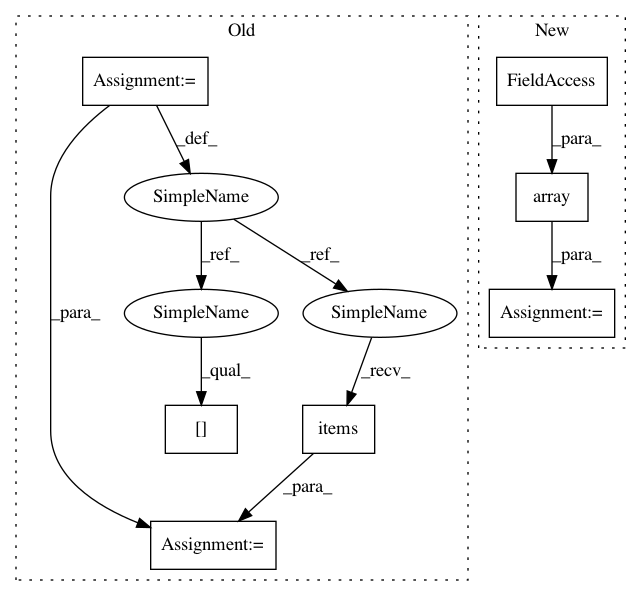 Old
New
Assignment:=
FieldAccess
_def_
_para_
SimpleName
array
_ref_
_ref_
_para_
_para_
SimpleName
SimpleName
Assignment:=
_qual_
_recv_
[]
items
_para_
Assignment:=